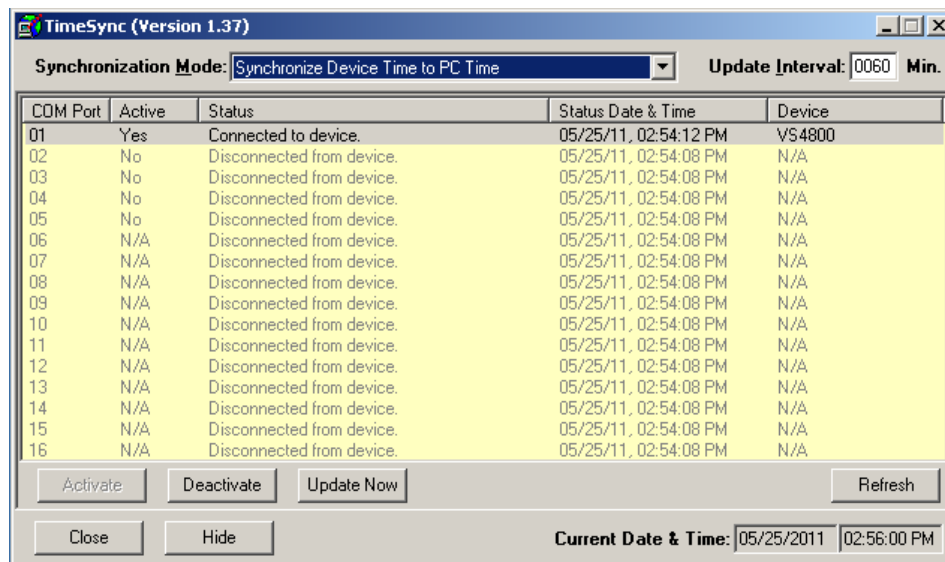 TimeSync (Version 1.37)
Synchronization Mode: Synchronize Device Time to PC Time Update Interval: 0060 Min.
COM Port Active Status Status Date & Time Device
01 Yes Connected to device. 05/25/11, 02:54:12 PM VS4800
02 No Disconnected from device. 05/25/11, 02:54:08 PM N/A
03 No Disconnected from device. 05/25/11, 02:54:08 PM N/A
04 No Disconnected from device. 05/25/11, 02:54:08 PM N/A
05 No Disconnected from device. 05/25/11, 02:54:08 PM N/A
06 N/A Disconnected from device. 05/25/11, 02:54:08 PM N/A
07 N/A Disconnected from device. 05/25/11, 02:54:08 PM N/A
08 N/A Disconnected from device. 05/25/11, 02:54:08 PM N/A
09 N/A Disconnected from device. 05/25/11, 02:54:08 PM N/A
10 N/A Disconnected from device. 05/25/11, 02:54:08 PM N/A
11 N/A Disconnected from device. 05/25/11, 02:54:08 PM N/A
12 N/A Disconnected from device. 05/25/11, 02:54:08 PM N/A
13 N/A Disconnected from device. 05/25/11, 02:54:08 PM N/A
14 N/A Disconnected from device. 05/25/11, 02:54:08 PM N/A
15 N/A Disconnected from device. 05/25/11, 02:54:08 PM N/A
16 N/A Disconnected from device. 05/25/11, 02:54:08 PM N/A
Activate Deactivate Update Now Refresh
Close Hide Current Date & Time: 05/25/2011 02:56:00 PM